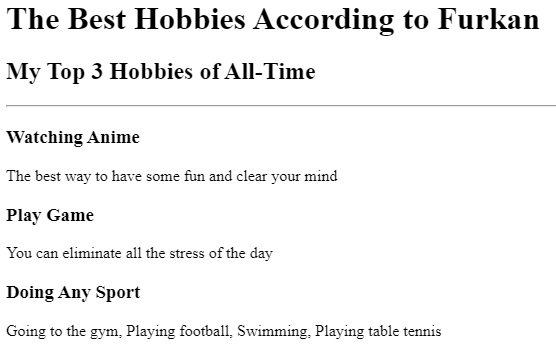 The Best Hobbies According to Furkan
My Top 3 Hobbies of All-Time
Watching Anime
The best way to have some fun and clear your mind
Play Game
You can eliminate all the stress of the day
Doing Any Sport
Going to the gym, Playing football, Swimming, Playing table tennis